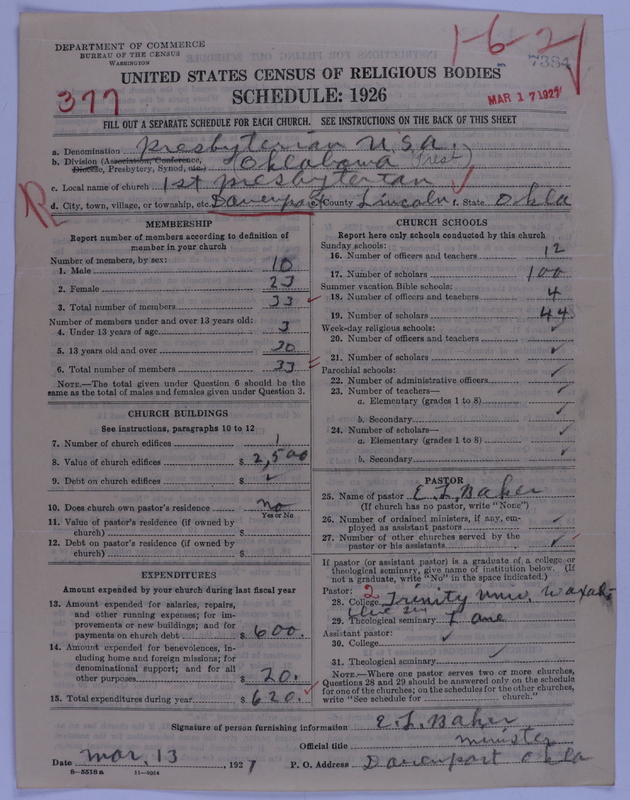 DEPARTMENT OF COMMERCE
BUREAU OF THE CENSUS
WASHINGTON
1-6-2
7384
UNITED STATES CENSUS OF RELIGIOUS BODIES
377
SCHEDULE: 1926
MAR 17 1927
FILL OUT A SEPARATE SCHEDULE FOR EACH CHURCH. SEE INSTRUCTIONS ON THE BACK OF THIS SHEET
a. Denomination Presbyterian U.S.A.
b. Division (Association, Conference, Diocese, Presbytery, Synod, etc.) (Oklahoma Pres)
c. Local name of church 1st Presbyterian
d. City, town, village, or township, etc. Davenport e. County Lincoln f. State Okla
MEMBERSHIP
Report number of members according to definition of
member in your church
Number of members, by sex:
1. Male 10
2. Female 23
3. Total number of members 33
Number of members under and over 13 years old:
4. Under 13 years of age 3
5. 13 years old and over 30
6. Total number of members 33
NOTE.—The total given under Question 6 should be the
same as the total of males and females given under Question 3.
CHURCH BUILDINGS
See instructions, paragraphs 10 to 12
7. Number of church edifices 1
8. Value of church edifices $ 2,500
9. Debt on church edifices $ ✓
10. Does church own pastor's residence no
Yes or No
11. Value of pastor's residence (if owned by
church) $
12. Debt on pastor's residence (if owned by
church) $
EXPENDITURES
Amount expended by your church during last fiscal year
13. Amount expended for salaries, repairs,
and other running expenses; for im-
provements or new buildings; and for
payments on church debt $ 600.
14. Amount expended for benevolences, in-
cluding home and foreign missions; for
denominational support; and for all
other purposes $ 20.
15. Total expenditures during year $ 620.
CHURCH SCHOOLS
Report here only schools conducted by this church
Sunday schools:
16. Number of officers and teachers 12
17. Number of scholars 100
Summer vacation Bible schools:
18. Number of officers and teachers 4
19. Number of scholars 44
Week-day religious schools:
20. Number of officers and teachers ✓
21. Number of scholars ✓
Parochial schools:
22. Number of administrative officers ✓
23. Number of teachers—
a. Elementary (grades 1 to 8) ✓
b. Secondary ✓
24. Number of scholars—
a. Elementary (grades 1 to 8) ✓
b. Secondary ✓
PASTOR
25. Name of pastor E. L. Baker
(If church has no pastor, write "None")
26. Number of ordained ministers, if any, em-
ployed as assistant pastors ✓
27. Number of other churches served by the
pastor or his assistants ✓
If pastor (or assistant pastor) is a graduate of a college or
theological seminary, give name of institution below. (If
not a graduate, write "No" in the space indicated.)
Pastor: 2
28. College Trinity Univ, Waxah-
29. Theological seminary Lane
Assistant pastor:
30. College ✓
31. Theological seminary ✓
NOTE.—Where one pastor serves two or more churches,
Questions 28 and 29 should be answered only on the schedule
for one of the churches; on the schedules for the other churches,
write "See schedule for church."
Signature of person furnishing information E. L. Baker
Official title minister
Date Mar, 13, 1927 P. O. Address Davenport Okla
8-5518a 11-9064